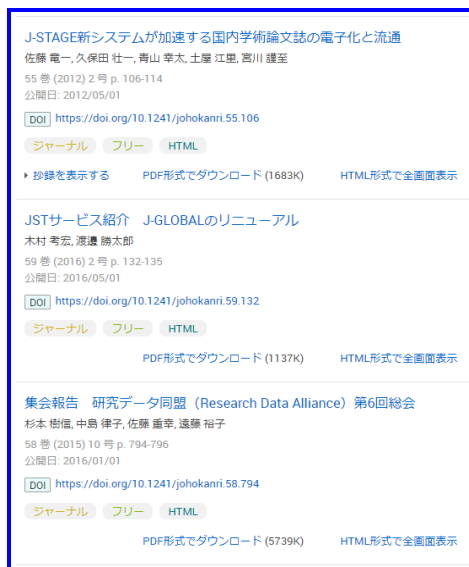 J-STAGE新システムが加速する国内学術論文誌の電子化と流通
佐藤 竜一, 久保田 壮一, 青山 幸太, 土屋 江里, 宮川 謹至
55 巻 (2012) 2 号 p. 106-114
公開日: 2012/05/01
DOI https://doi.org/10.1241/johokanri.55.106
ジャーナル フリー HTML
抄録を表示する PDF形式でダウンロード (1683K) HTML形式で全画面表示
JSTサービス紹介 J-GLOBALのリニューアル
木村 考宏, 渡邊 勝太郎
59 巻 (2016) 2 号 p. 132-135
公開日: 2016/05/01
DOI https://doi.org/10.1241/johokanri.59.132
ジャーナル フリー HTML
PDF形式でダウンロード (1137K) HTML形式で全画面表示
集会報告 研究データ同盟（Research Data Alliance）第6回総会
杉本 樹信, 中島 律子, 佐藤 重幸, 遠藤 裕子
58 巻 (2015) 10 号 p. 794-796
公開日: 2016/01/01
DOI https://doi.org/10.1241/johokanri.58.794
ジャーナル フリー HTML
PDF形式でダウンロード (5739K) HTML形式で全画面表示